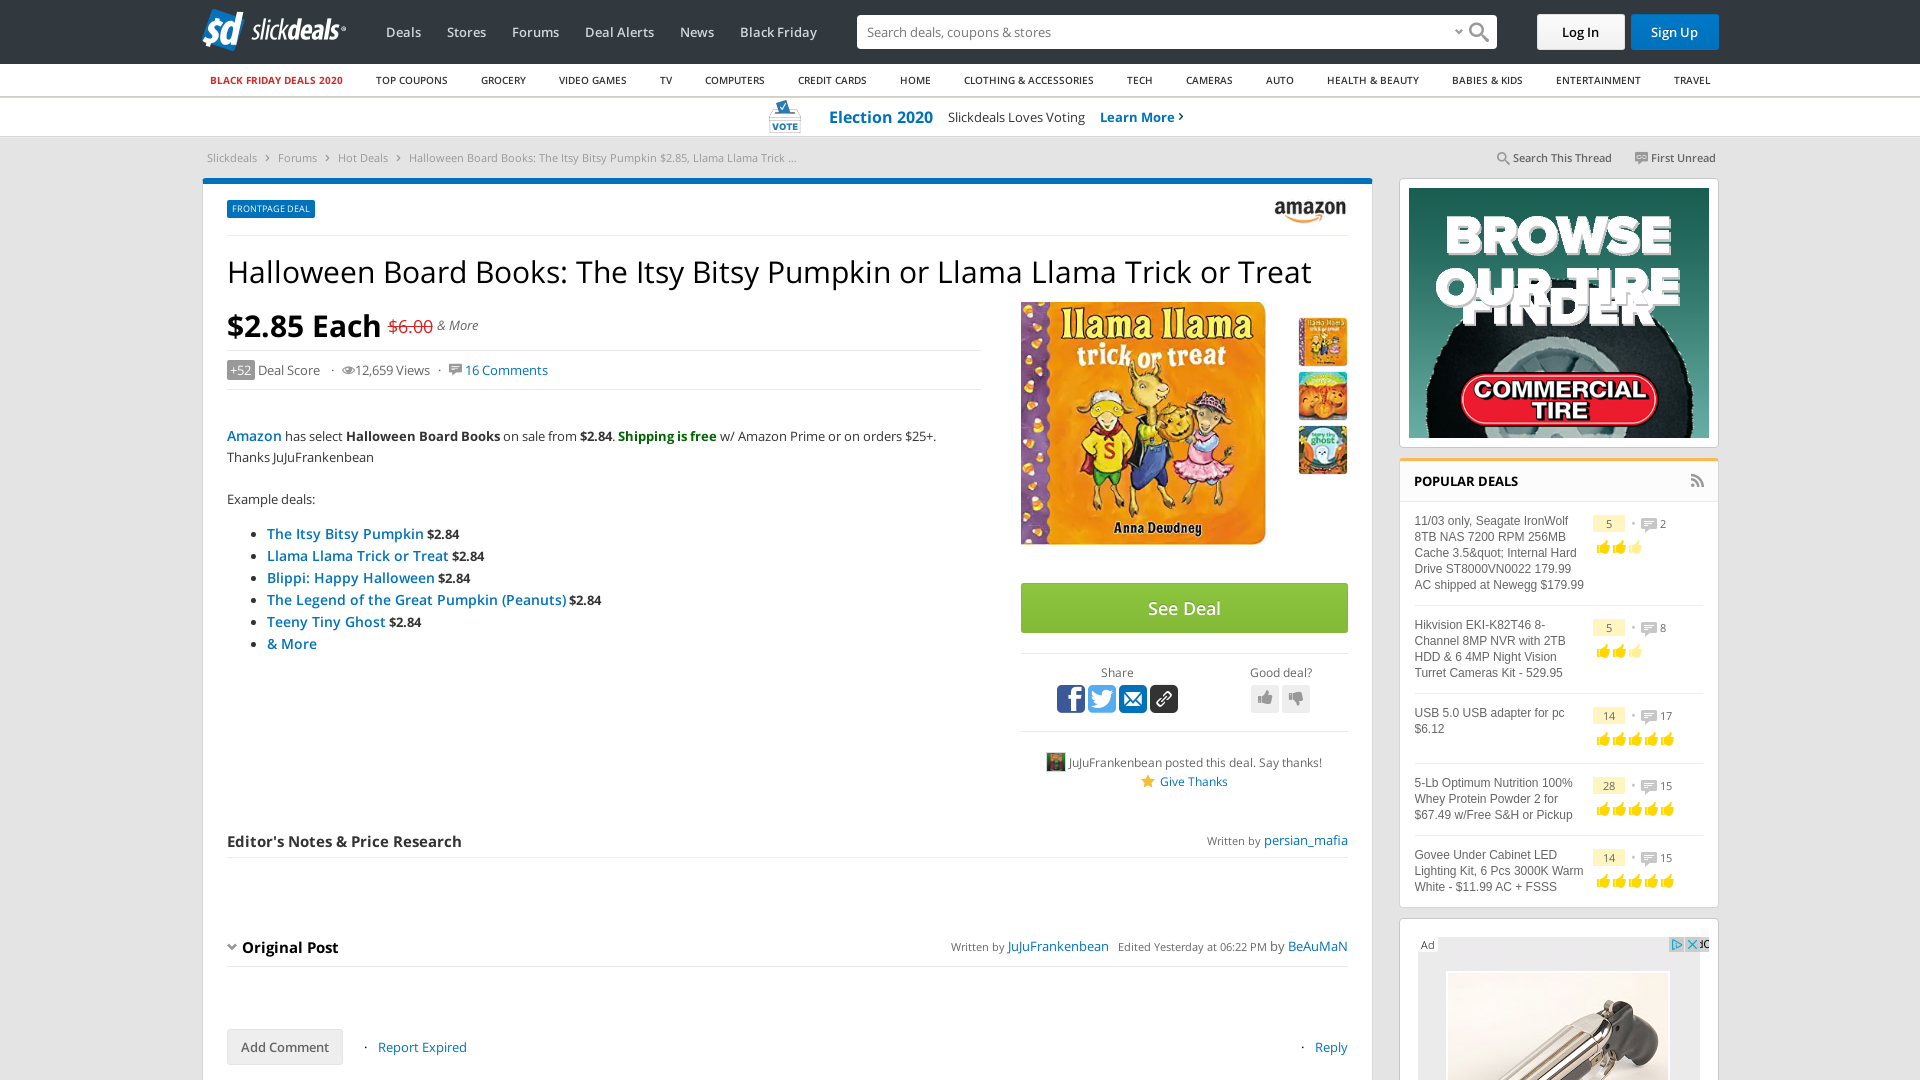 slickdeals
Deals
Stores
Forums
Deal Alerts
News
Black Friday
Search deals, coupons & shopping
Log In
Sign Up
BLACK FRIDAY DEALS 2020
TOP COUPONS
GROCERY
VIDEO GAMES
TV
COMPUTERS
CREDIT CARDS
HOME
CLOTHING & ACCESSORIES
TECH
CAMERAS
AUTO
HEALTH & BEAUTY
BABIES & KIDS
ENTERTAINMENT
TRAVEL
VOTE
Election 2020 Slickdeals Loves Voting Learn More
Slickdeals > Forums > Hot Deals > Halloween Board Books: The Itsy Bitsy Pumpkin $2.85, Llama Llama Trick ...
Search This Thread
First Unread
FRONTPAGE DEAL
amazon
Halloween Board Books: The Itsy Bitsy Pumpkin or Llama Llama Trick or Treat
$2.85 Each $6.00 & More
+52 Deal Score · 12,659 Views · 16 Comments
Amazon has select Halloween Board Books on sale from $2.84. Shipping is free w/ Amazon Prime or on orders $25+.
Thanks JuJuFrankenbean
Example deals:
The Itsy Bitsy Pumpkin $2.84
Llama Llama Trick or Treat $2.84
Blippi: Happy Halloween $2.84
The Legend of the Great Pumpkin (Peanuts) $2.84
Teeny Tiny Ghost $2.84
& More
llama llama
trick or treat
S
Anna Dewdney
See Deal
Share
Good deal?
JuJuFrankenbean posted this deal. Say thanks!
Give Thanks
Editor's Notes & Price Research
Written by persian_mafia
Original Post
Written by JuJuFrankenbean Edited Yesterday at 06:22 PM by BeAuMaN
Add Comment · Report Expired
· Reply
BROWSE
OUR TIRE
FINDER
COMMERCIAL
TIRE
POPULAR DEALS
11/03 only, Seagate IronWolf
8TB NAS 7200 RPM 256MB
Cache 3.5&quot; Internal Hard
Drive ST8000VN0022 179.99
AC shipped at Newegg $179.99
5 • 2
Hikvision EKI-K82T46 8-
Channel 8MP NVR with 2TB
HDD & 6 4MP Night Vision
Turret Cameras Kit - 529.95
5 • 8
USB 5.0 USB adapter for pc
$6.12
14 • 17
5-Lb Optimum Nutrition 100%
Whey Protein Powder 2 for
$67.49 w/Free S&H or Pickup
28 • 15
Govee Under Cabinet LED
Lighting Kit, 6 Pcs 3000K Warm
White - $11.99 AC + FSSS
14 • 15
Ad